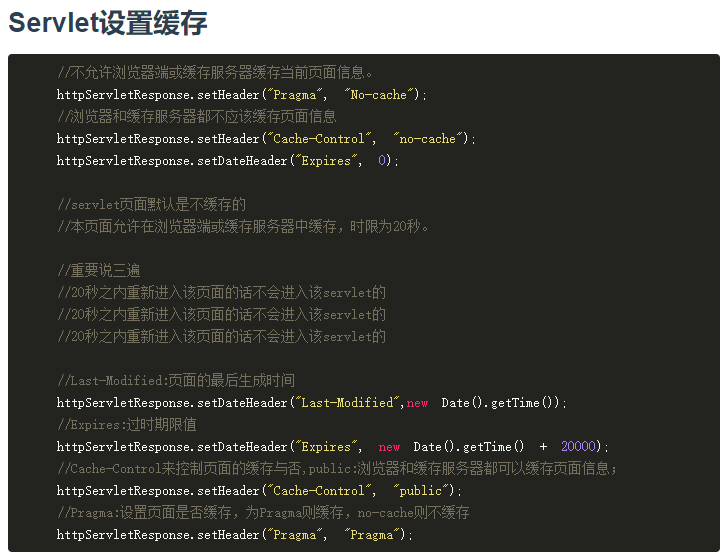 Servlet设置缓存
//不允许浏览器端或缓存服务器缓存当前页面信息。
httpServletResponse.setHeader("Pragma", "No-cache");
//浏览器和缓存服务器都不应该缓存页面信息
httpServletResponse.setHeader("Cache-Control", "no-cache");
httpServletResponse.setDateHeader("Expires", 0);
//servlet页面默认是不缓存的
//本页面允许在浏览器端或缓存服务器中缓存，时限为20秒。
//重要说三遍
//20秒之内重新进入该页面的话不会进入该servlet的
//20秒之内重新进入该页面的话不会进入该servlet的
//20秒之内重新进入该页面的话不会进入该servlet的
//Last-Modified:页面的最后生成时间
httpServletResponse.setDateHeader("Last-Modified",new Date().getTime());
//Expires:过时期限值
httpServletResponse.setDateHeader("Expires", new Date().getTime() + 20000);
//Cache-Control来控制页面的缓存与否,public:浏览器和缓存服务器都可以缓存页面信息；
httpServletResponse.setHeader("Cache-Control", "public");
//Pragma:设置页面是否缓存，为Pragma则缓存，no-cache则不缓存
httpServletResponse.setHeader("Pragma", "Pragma");